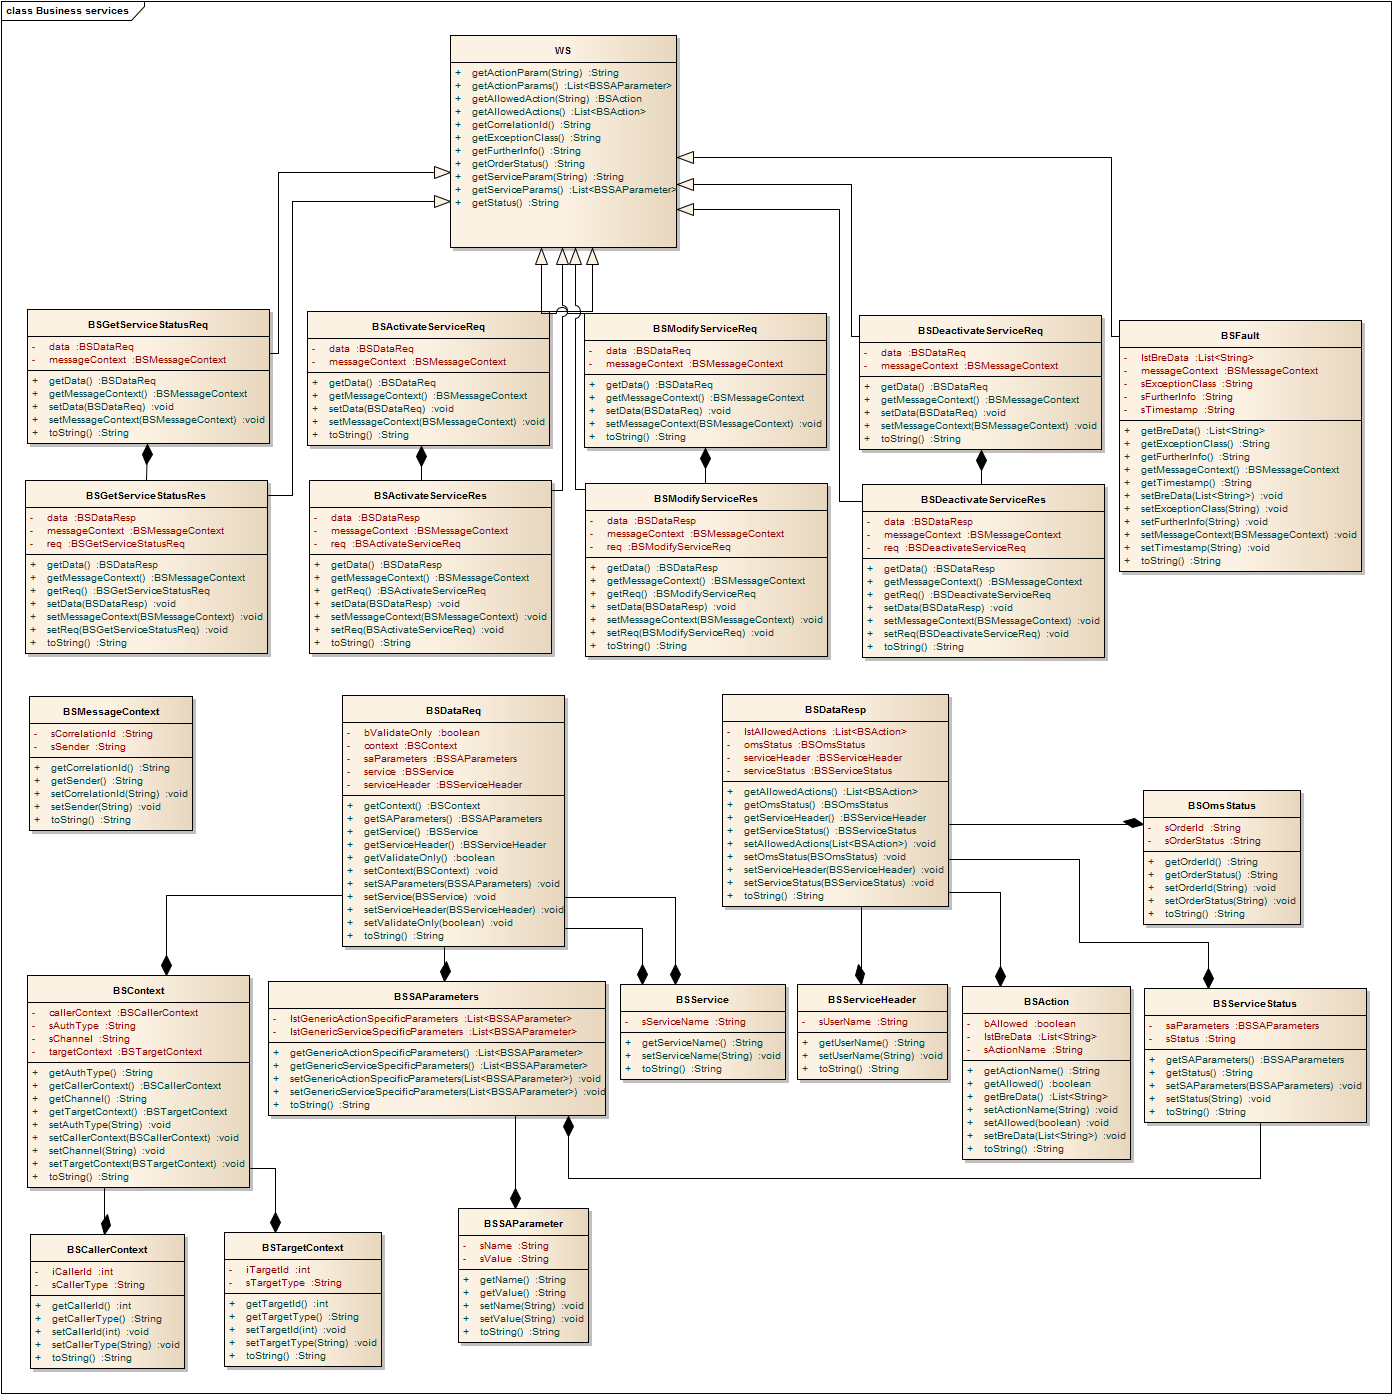 class Business services
WS
+ getActionParam(String) :String
+ getActionParams() :List<BSSAParameter>
+ getAllowedAction(String) :BSAction
+ getAllowedActions() :List<BSAction>
+ getCorrelationId() :String
+ getExceptionClass() :String
+ getFurtherInfo() :String
+ getOrderStatus() :String
+ getServiceParam(String) :String
+ getServiceParams() :List<BSSAParameter>
+ getStatus() :String
BSGetServiceStatusReq
- data :BSDataReq
- messageContext :BSMessageContext
+ getData() :BSDataReq
+ getMessageContext() :BSMessageContext
+ setData(BSDataReq) :void
+ setMessageContext(BSMessageContext) :void
+ toString() :String
BSActivateServiceReq
- data :BSDataReq
- messageContext :BSMessageContext
+ getData() :BSDataReq
+ getMessageContext() :BSMessageContext
+ setData(BSDataReq) :void
+ setMessageContext(BSMessageContext) :void
+ toString() :String
BSModifyServiceReq
- data :BSDataReq
- messageContext :BSMessageContext
+ getData() :BSDataReq
+ getMessageContext() :BSMessageContext
+ setData(BSDataReq) :void
+ setMessageContext(BSMessageContext) :void
+ toString() :String
BSDeactivateServiceReq
- data :BSDataReq
- messageContext :BSMessageContext
+ getData() :BSDataReq
+ getMessageContext() :BSMessageContext
+ setData(BSDataReq) :void
+ setMessageContext(BSMessageContext) :void
+ toString() :String
BSFault
- lstBreData :List<String>
- messageContext :BSMessageContext
- sExceptionClass :String
- sFurtherInfo :String
- sTimestamp :String
+ getBreData() :List<String>
+ getExceptionClass() :String
+ getFurtherInfo() :String
+ getMessageContext() :BSMessageContext
+ getTimestamp() :String
+ setBreData(List<String>) :void
+ setExceptionClass(String) :void
+ setFurtherInfo(String) :void
+ setMessageContext(BSMessageContext) :void
+ setTimestamp(String) :void
+ toString() :String
BSGetServiceStatusRes
- data :BSDataResp
- messageContext :BSMessageContext
- req :BSGetServiceStatusReq
+ getData() :BSDataResp
+ getMessageContext() :BSMessageContext
+ getReq() :BSGetServiceStatusReq
+ setData(BSDataResp) :void
+ setMessageContext(BSMessageContext) :void
+ setReq(BSGetServiceStatusReq) :void
+ toString() :String
BSActivateServiceRes
- data :BSDataResp
- messageContext :BSMessageContext
- req :BSActivateServiceReq
+ getData() :BSDataResp
+ getMessageContext() :BSMessageContext
+ getReq() :BSActivateServiceReq
+ setData(BSDataResp) :void
+ setMessageContext(BSMessageContext) :void
+ setReq(BSActivateServiceReq) :void
+ toString() :String
BSModifyServiceRes
- data :BSDataResp
- messageContext :BSMessageContext
- req :BSModifyServiceReq
+ getData() :BSDataResp
+ getMessageContext() :BSMessageContext
+ getReq() :BSModifyServiceReq
+ setData(BSDataResp) :void
+ setMessageContext(BSMessageContext) :void
+ setReq(BSModifyServiceReq) :void
+ toString() :String
BSDeactivateServiceRes
- data :BSDataResp
- messageContext :BSMessageContext
- req :BSDeactivateServiceReq
+ getData() :BSDataResp
+ getMessageContext() :BSMessageContext
+ getReq() :BSDeactivateServiceReq
+ setData(BSDataResp) :void
+ setMessageContext(BSMessageContext) :void
+ setReq(BSDeactivateServiceReq) :void
+ toString() :String
BSMessageContext
- sCorrelationId :String
- sSender :String
+ getCorrelationId() :String
+ getSender() :String
+ setCorrelationId(String) :void
+ setSender(String) :void
+ toString() :String
BSDataReq
- bValidateOnly :boolean
- context :BSContext
- saParameters :BSSAParameters
- service :BSService
- serviceHeader :BSServiceHeader
+ getContext() :BSContext
+ getSAParameters() :BSSAParameters
+ getService() :BSService
+ getServiceHeader() :BSServiceHeader
+ getValidateOnly() :boolean
+ setContext(BSContext) :void
+ setSAParameters(BSSAParameters) :void
+ setService(BSService) :void
+ setServiceHeader(BSServiceHeader) :void
+ setValidateOnly(boolean) :void
+ toString() :String
BSDataResp
- lstAllowedActions :List<BSAction>
- omsStatus :BSOmsStatus
- serviceHeader :BSServiceHeader
- serviceStatus :BSServiceStatus
+ getAllowedActions() :List<BSAction>
+ getOmsStatus() :BSOmsStatus
+ getServiceHeader() :BSServiceHeader
+ getServiceStatus() :BSServiceStatus
+ setAllowedActions(List<BSAction>) :void
+ setOmsStatus(BSOmsStatus) :void
+ setServiceHeader(BSServiceHeader) :void
+ setServiceStatus(BSServiceStatus) :void
+ toString() :String
BSOmsStatus
- sOrderId :String
- sOrderStatus :String
+ getOrderId() :String
+ getOrderStatus() :String
+ setOrderId(String) :void
+ setOrderStatus(String) :void
+ toString() :String
BSContext
- callerContext :BSCallerContext
- sAuthType :String
- sChannel :String
- targetContext :BSTargetContext
+ getAuthType() :String
+ getCallerContext() :BSCallerContext
+ getChannel() :String
+ getTargetContext() :BSTargetContext
+ setAuthType(String) :void
+ setCallerContext(BSCallerContext) :void
+ setChannel(String) :void
+ setTargetContext(BSTargetContext) :void
+ toString() :String
BSSAParameters
- lstGenericActionSpecificParameters :List<BSSAParameter>
- lstGenericServiceSpecificParameters :List<BSSAParameter>
+ getGenericActionSpecificParameters() :List<BSSAParameter>
+ getGenericServiceSpecificParameters() :List<BSSAParameter>
+ setGenericActionSpecificParameters(List<BSSAParameter>) :void
+ setGenericServiceSpecificParameters(List<BSSAParameter>) :void
+ toString() :String
BSService
- sServiceName :String
+ getServiceName() :String
+ setServiceName(String) :void
+ toString() :String
BSServiceHeader
- sUserName :String
+ getUserName() :String
+ setUserName(String) :void
+ toString() :String
BSAction
- bAllowed :boolean
- lstBreData :List<String>
- sActionName :String
+ getActionName() :String
+ getAllowed() :boolean
+ getBreData() :List<String>
+ setActionName(String) :void
+ setAllowed(boolean) :void
+ setBreData(List<String>) :void
+ toString() :String
BSServiceStatus
- saParameters :BSSAParameters
- sStatus :String
+ getSAParameters() :BSSAParameters
+ getStatus() :String
+ setSAParameters(BSSAParameters) :void
+ setStatus(String) :void
+ toString() :String
BSCallerContext
- iCallerId :int
- sCallerType :String
+ getCallerId() :int
+ getCallerType() :String
+ setCallerId(int) :void
+ setCallerType(String) :void
+ toString() :String
BSTargetContext
- iTargetId :int
- sTargetType :String
+ getTargetId() :int
+ getTargetType() :String
+ setTargetId(int) :void
+ setTargetType(String) :void
+ toString() :String
BSSAParameter
- sName :String
- sValue :String
+ getName() :String
+ getValue() :String
+ setName(String) :void
+ setValue(String) :void
+ toString() :String